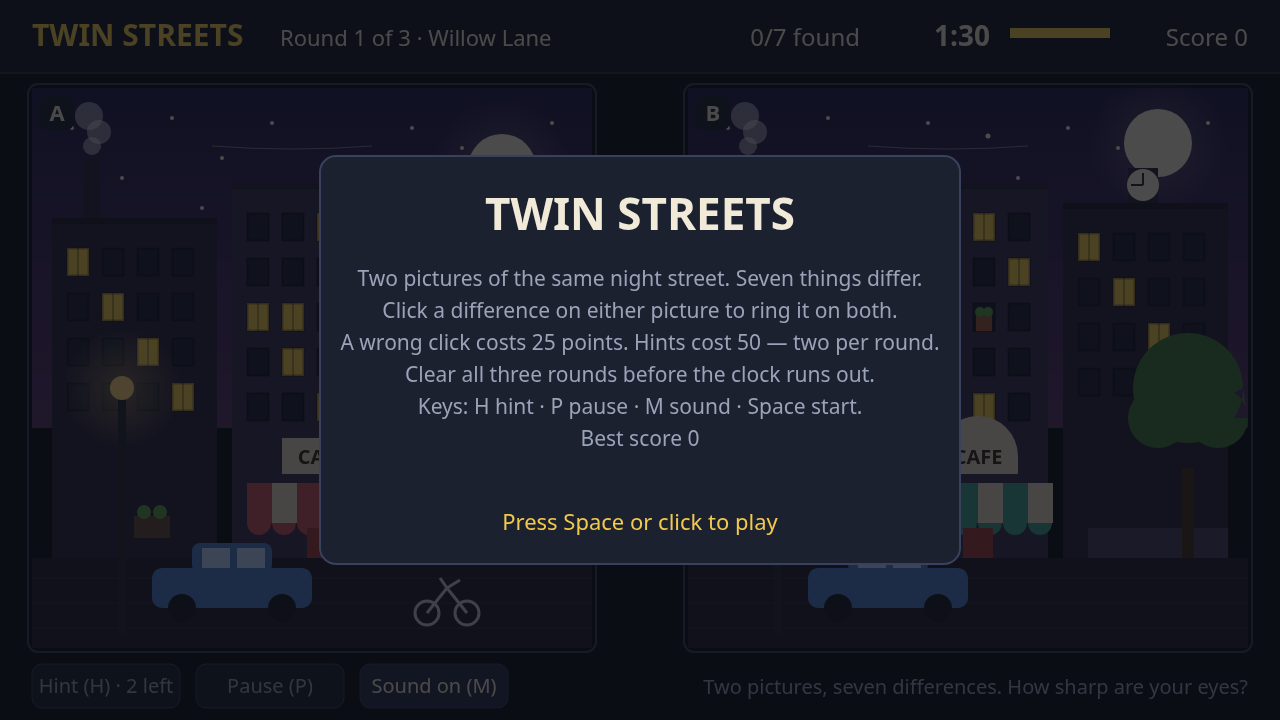 TWIN STREETS
Round 1 of 3 · Willow Lane
0/7 found
1:30
Score 0
A
B
TWIN STREETS
Two pictures of the same night street. Seven things differ.
Click a difference on either picture to ring it on both.
A wrong click costs 25 points. Hints cost 50 — two per round.
Clear all three rounds before the clock runs out.
Keys: H hint · P pause · M sound · Space start.
Best score 0
CA
CAFE
Press Space or click to play
Hint (H) · 2 left
Pause (P)
Sound on (M)
Two pictures, seven differences. How sharp are your eyes?